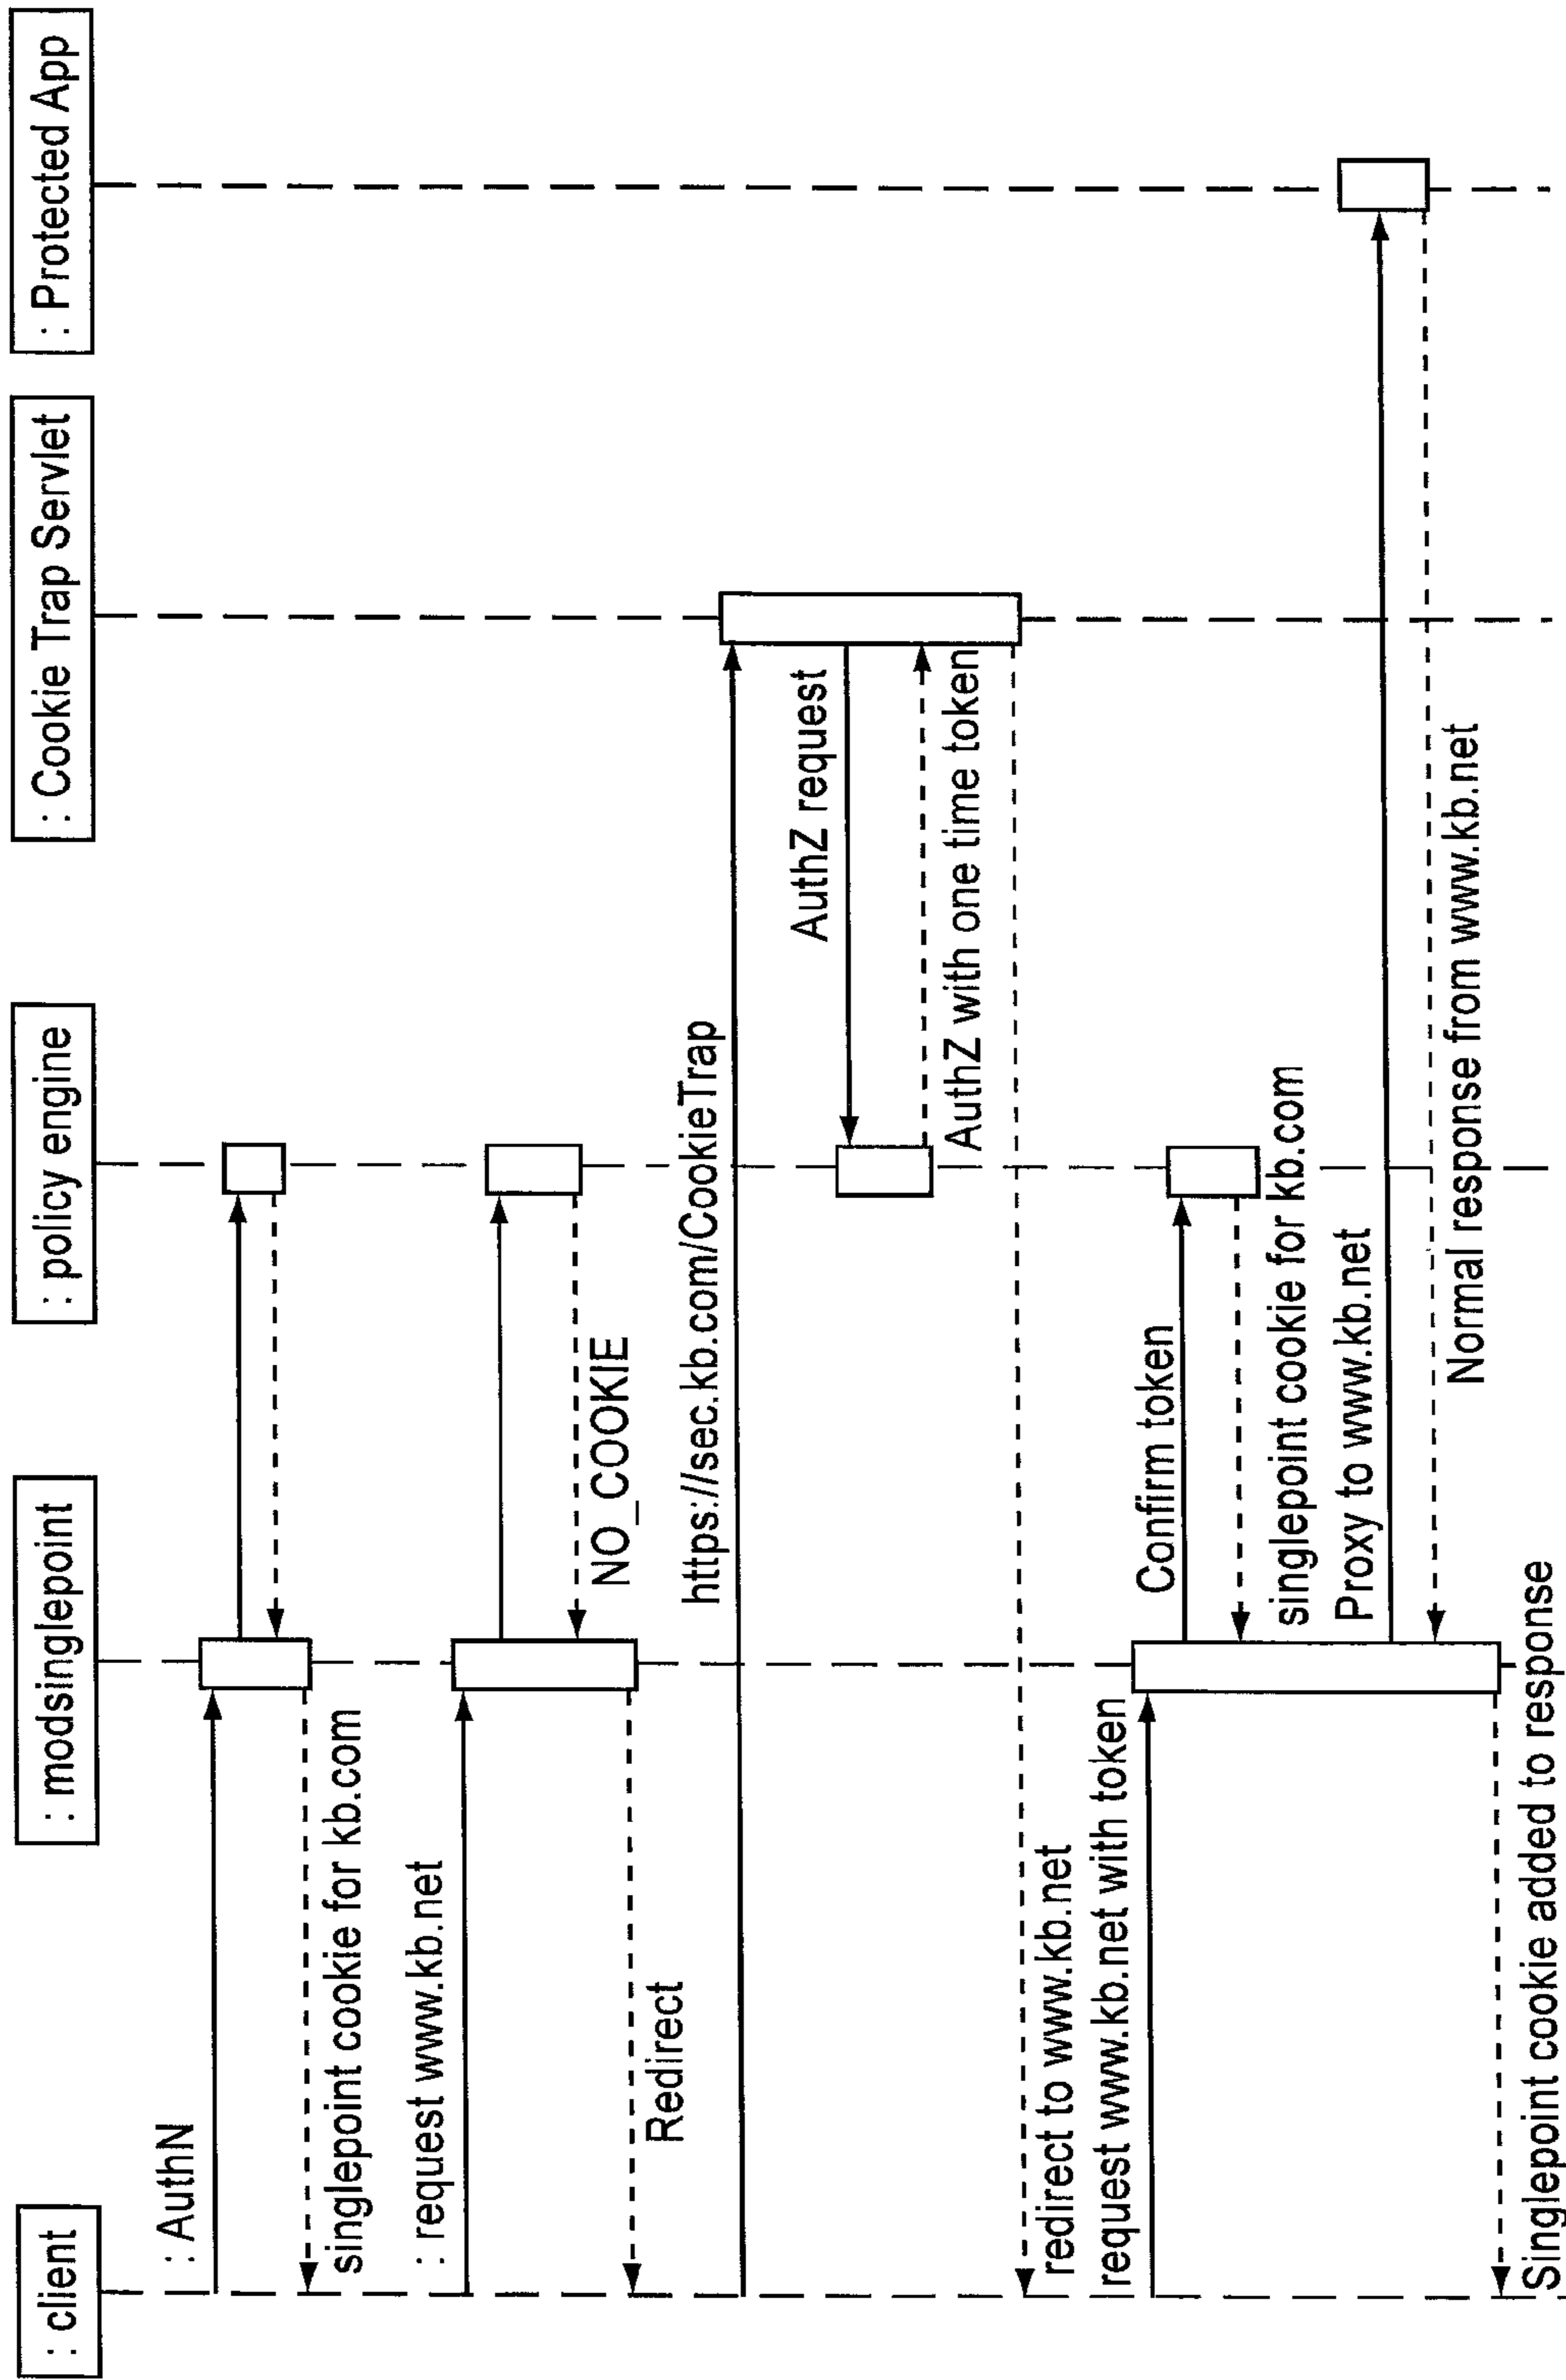 : client
: modsinglepoint
: policy engine
: Cookie Trap Servlet
: Protected App
: AuthN
singlepoint cookie for kb.com
: request www.kb.net
NO_COOKIE
Redirect
https://sec.kb.com/CookieTrap
AuthZ request
AuthZ with one time token
redirect to www.kb.net
request www.kb.net with token
Confirm token
singlepoint cookie for kb.com
Proxy to www.kb.net
Normal response from www.kb.net
Singlepoint cookie added to response